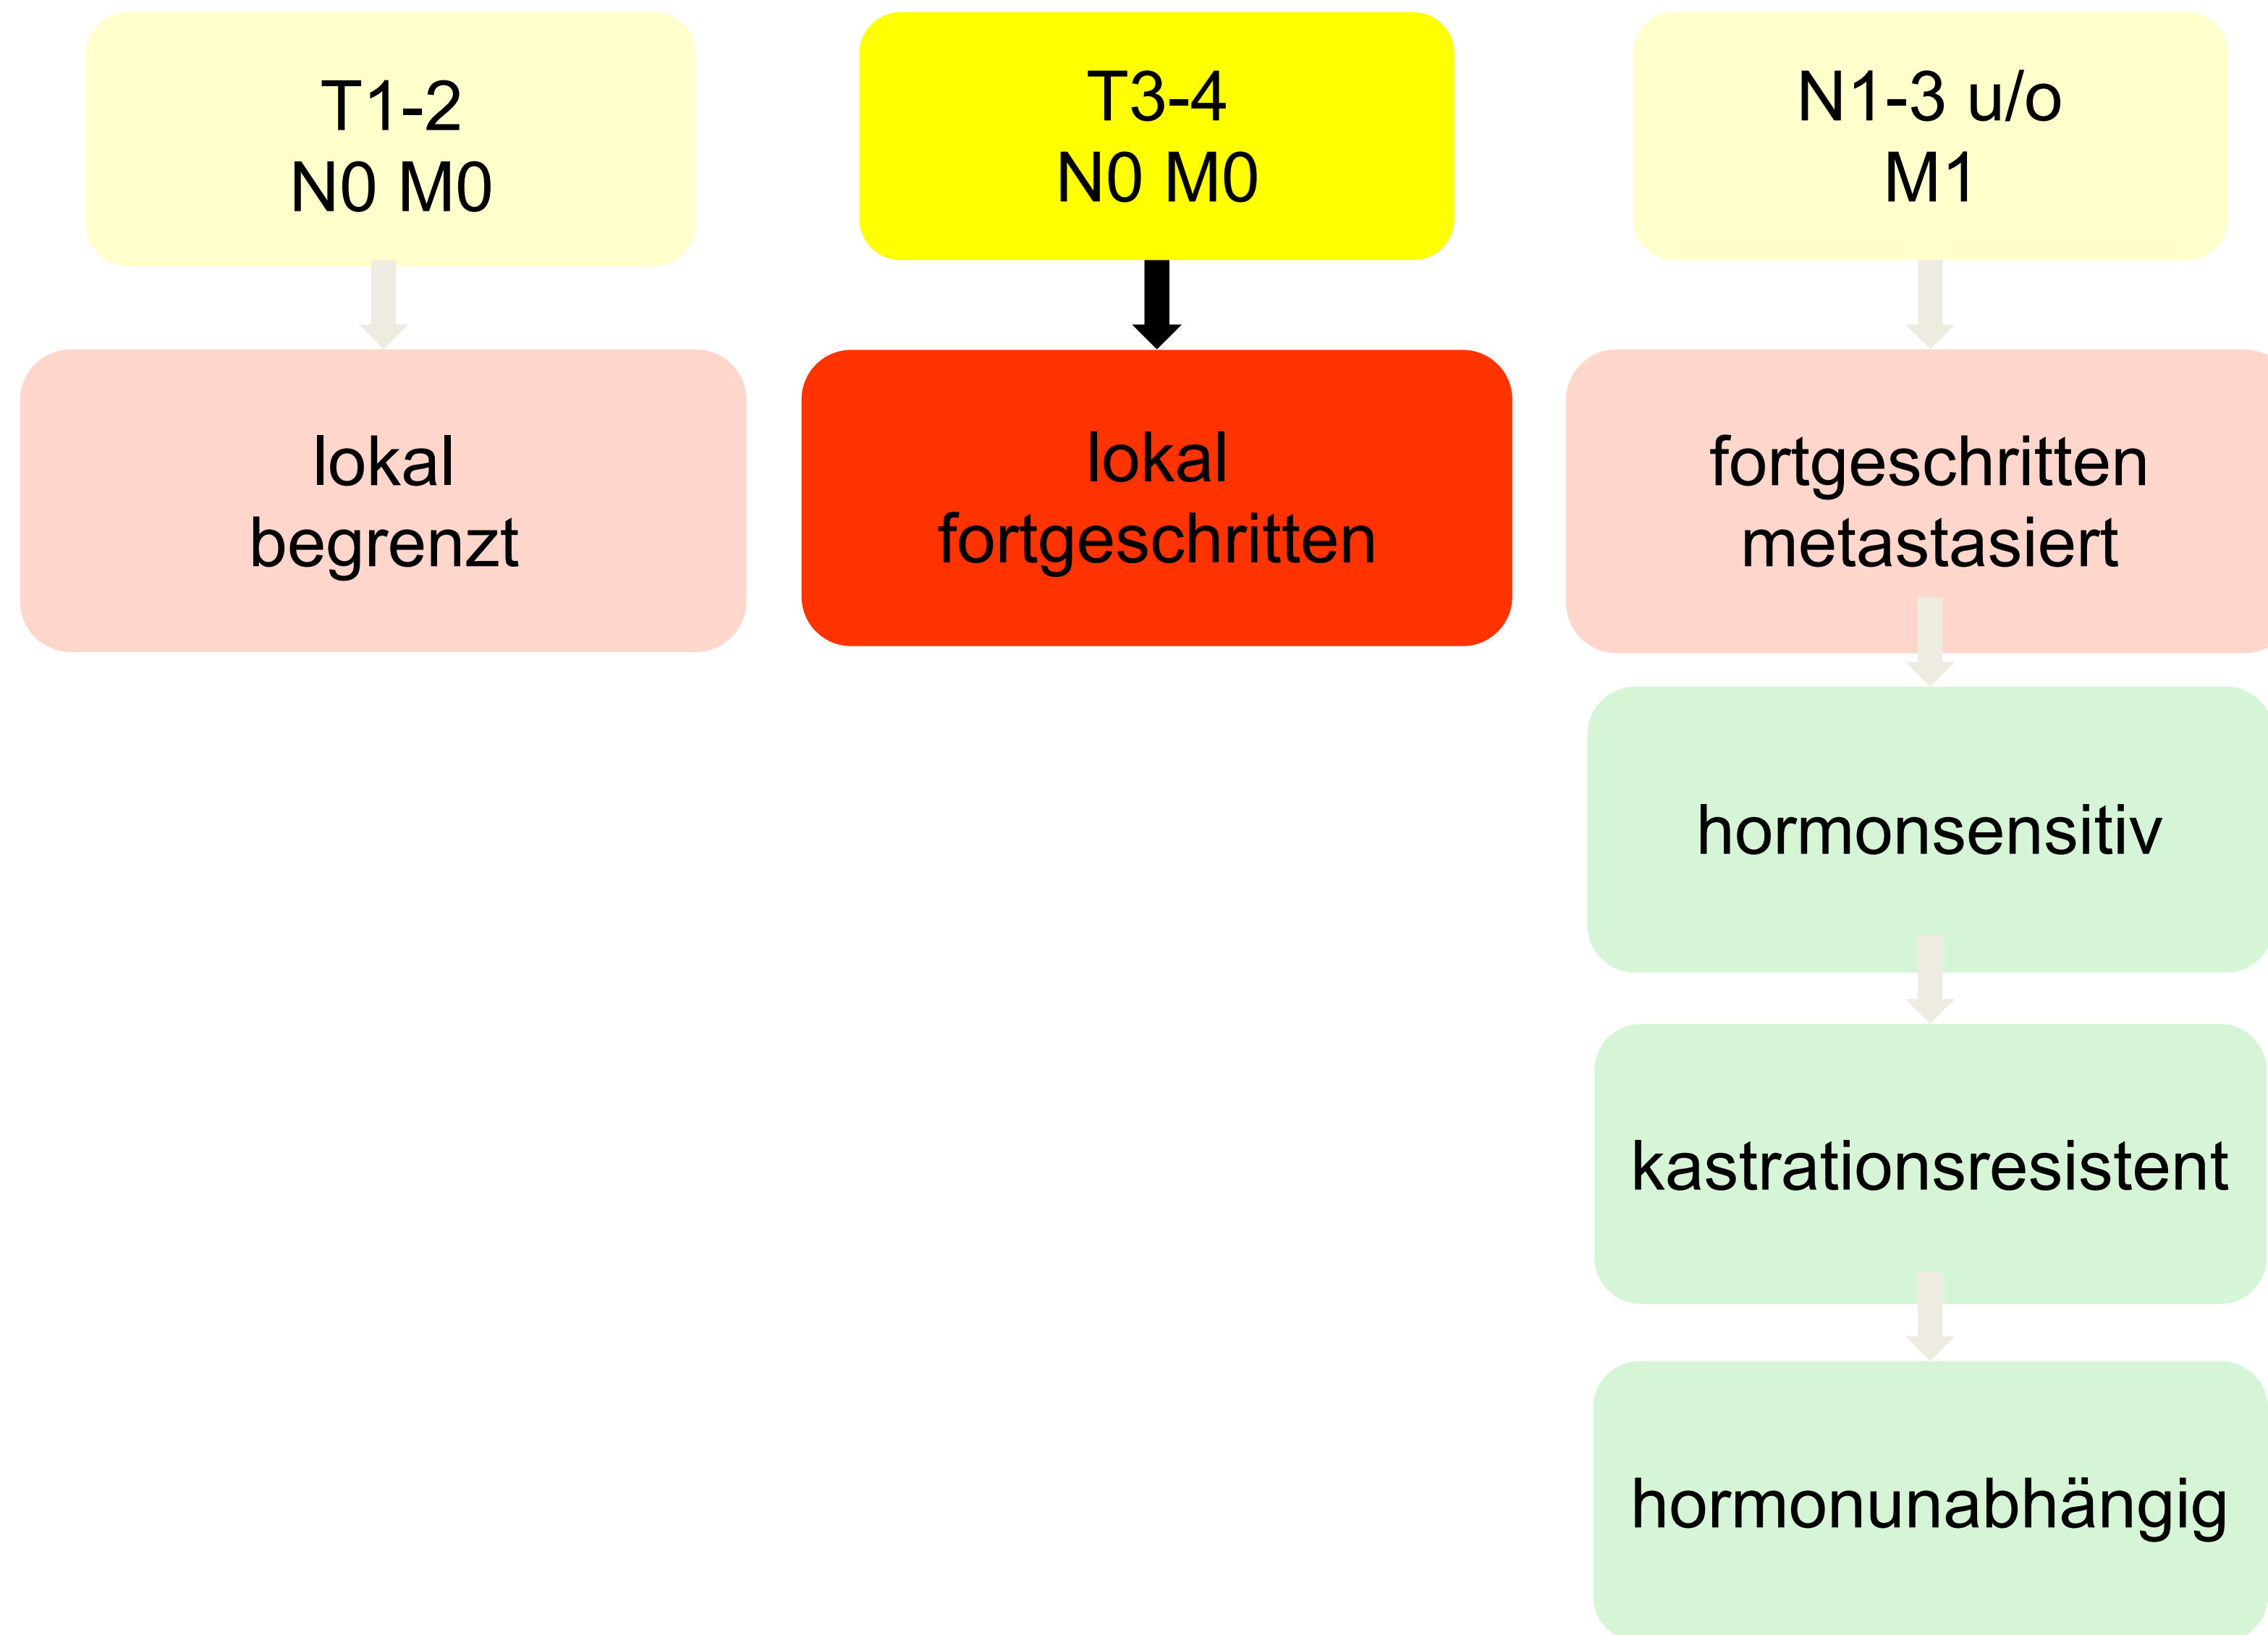 T1-2
N0 M0
lokal
begrenzt
T3-4
N0 M0
lokal
fortgeschritten
N1-3 u/o
M1
fortgeschritten
metastasiert
hormonsensitiv
kastrationsresistent
hormonunabhängig